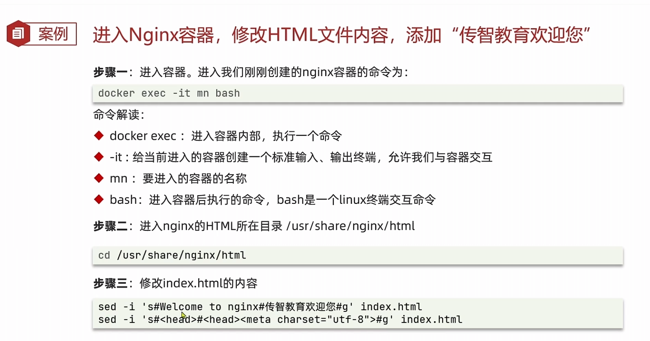 案例
进入Nginx容器，修改HTML文件内容，添加“传智教育欢迎您”
步骤一：进入容器。进入我们刚刚创建的nginx容器的命令为：
docker exec -it mn bash
命令解读：
docker exec ：进入容器内部，执行一个命令
-it : 给当前进入的容器创建一个标准输入、输出终端，允许我们与容器交互
mn ：要进入的容器的名称
bash：进入容器后执行的命令，bash是一个linux终端交互命令
步骤二：进入nginx的HTML所在目录 /usr/share/nginx/html
cd /usr/share/nginx/html
步骤三：修改index.html的内容
sed -i 's#Welcome to nginx#传智教育欢迎您#g' index.html
sed -i 's#<head>#<head><meta charset="utf-8">#g' index.html